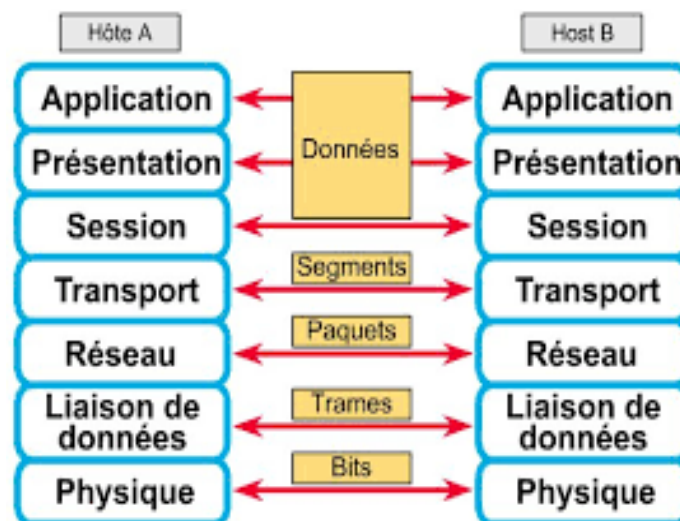 Hôte A
Host B
Application
Application
Données
Présentation
Présentation
Session
Session
Segments
Transport
Transport
Paquets
Réseau
Réseau
Trames
Liaison de
données
Liaison de
données
Bits
Physique
Physique